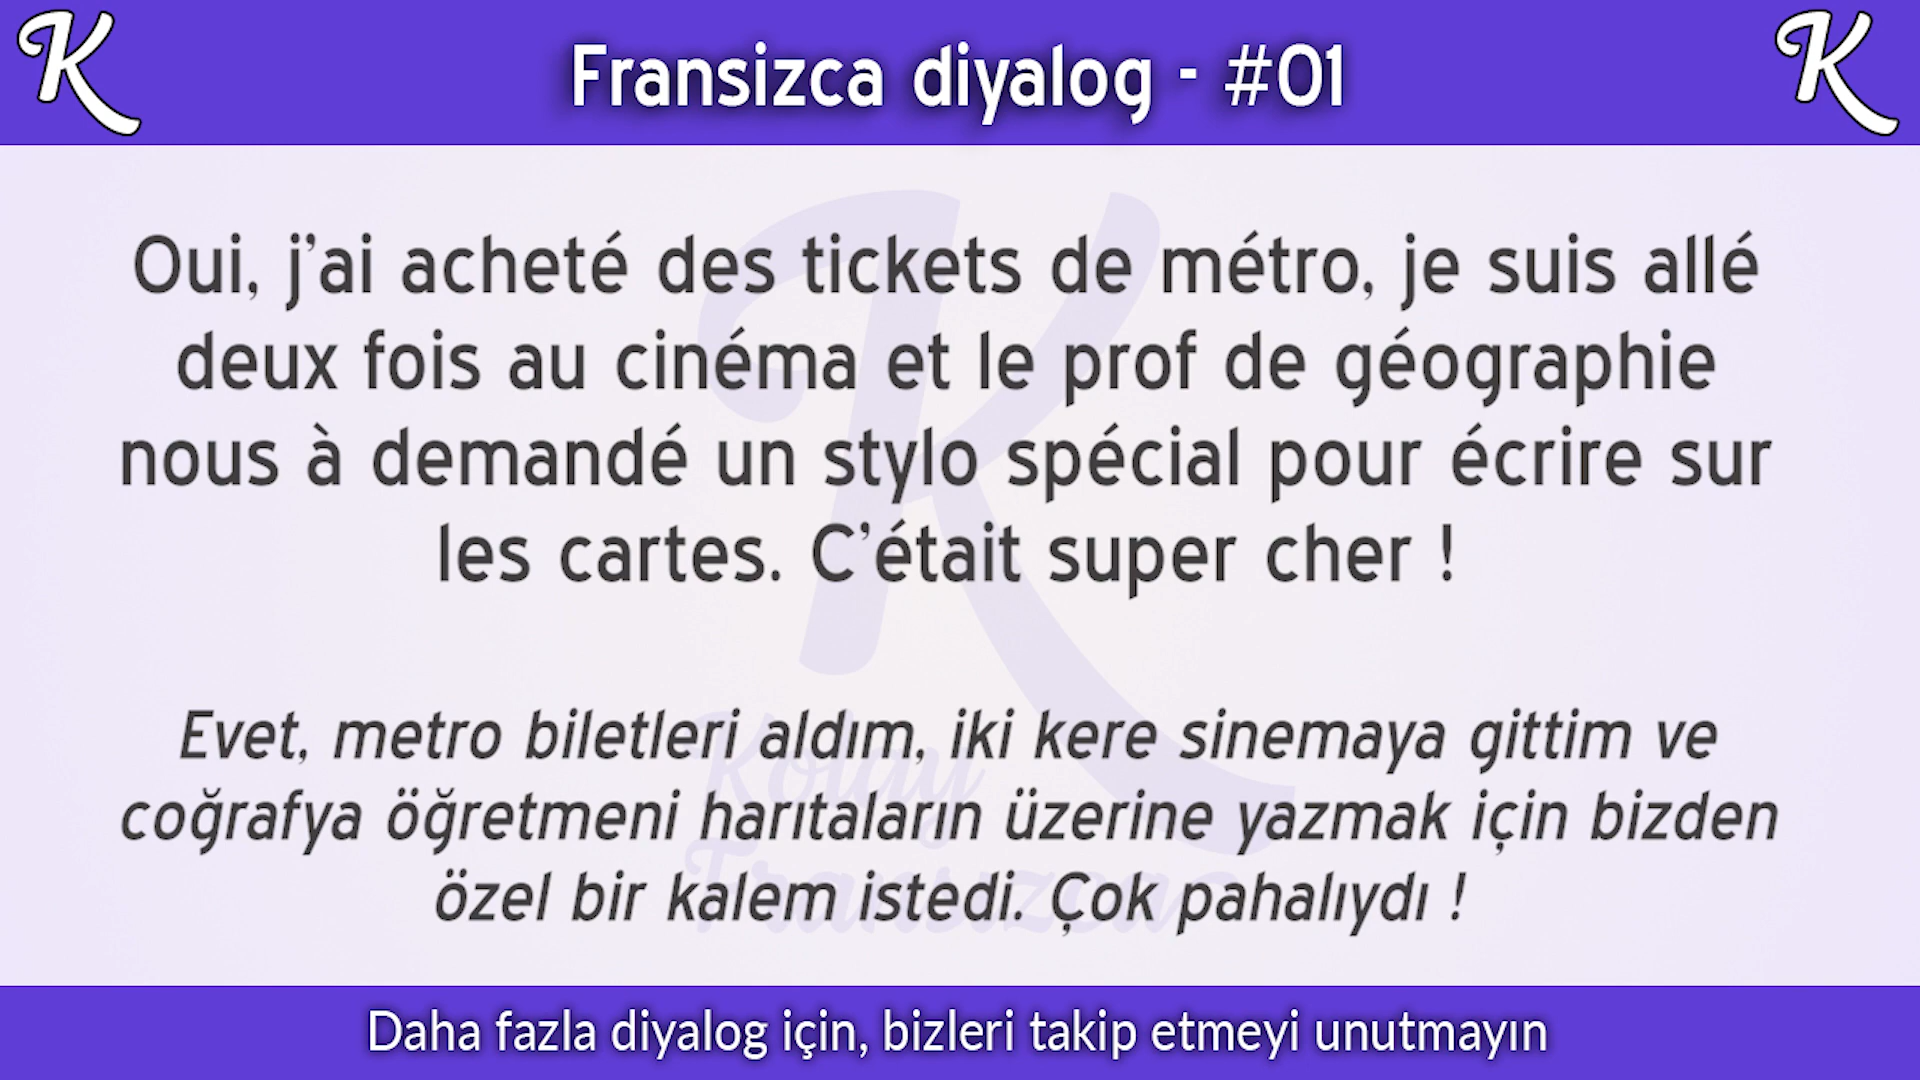 K
Fransizca diyalog - #01
K
Oui, j’ai acheté des tickets de métro, je suis allé
deux fois au cinéma et le prof de géographie
nous à demandé un stylo spécial pour écrire sur
les cartes. C’était super cher !
Evet, metro biletleri aldım, iki kere sinemaya gittim ve
coğrafya öğretmeni harıtaların üzerine yazmak için bizden
özel bir kalem istedi. Çok pahalıydı !
K
Kolay
Fransızca
Daha fazla diyalog için, bizleri takip etmeyi unutmayın